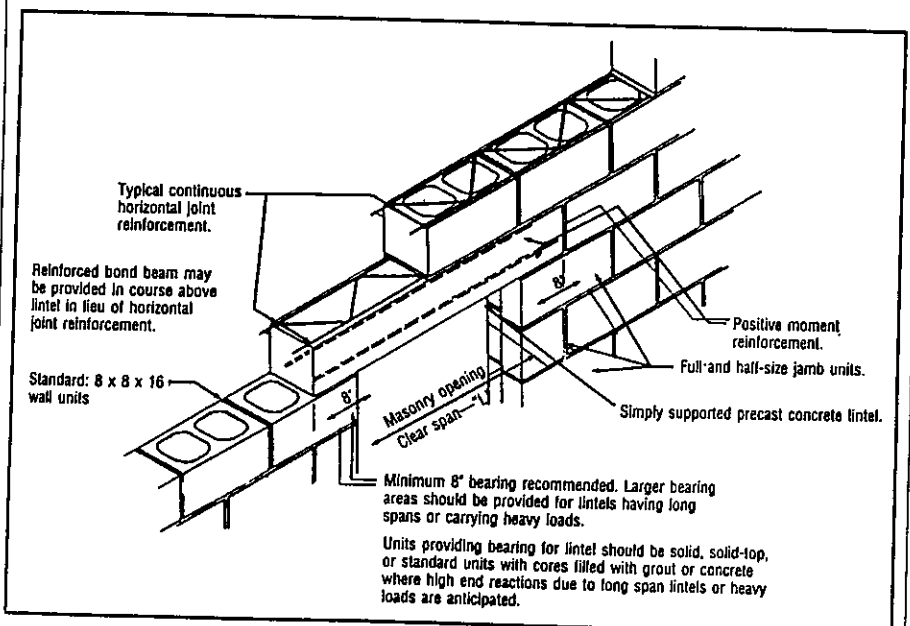 Typical continuous
horizontal joint
reinforcement.
Reinforced bond beam may
be provided in course above
lintel in lieu of horizontal
joint reinforcement.
Standard: 8 x 8 x 16
wall units
8"
Masonry opening
Clear span
8"
Positive moment
reinforcement.
Full and half-size jamb units.
Simply supported precast concrete lintel.
Minimum 8" bearing recommended. Larger bearing
areas should be provided for lintels having long
spans or carrying heavy loads.
Units providing bearing for lintel should be solid, solid-top,
or standard units with cores filled with grout or concrete
where high end reactions due to long span lintels or heavy
loads are anticipated.